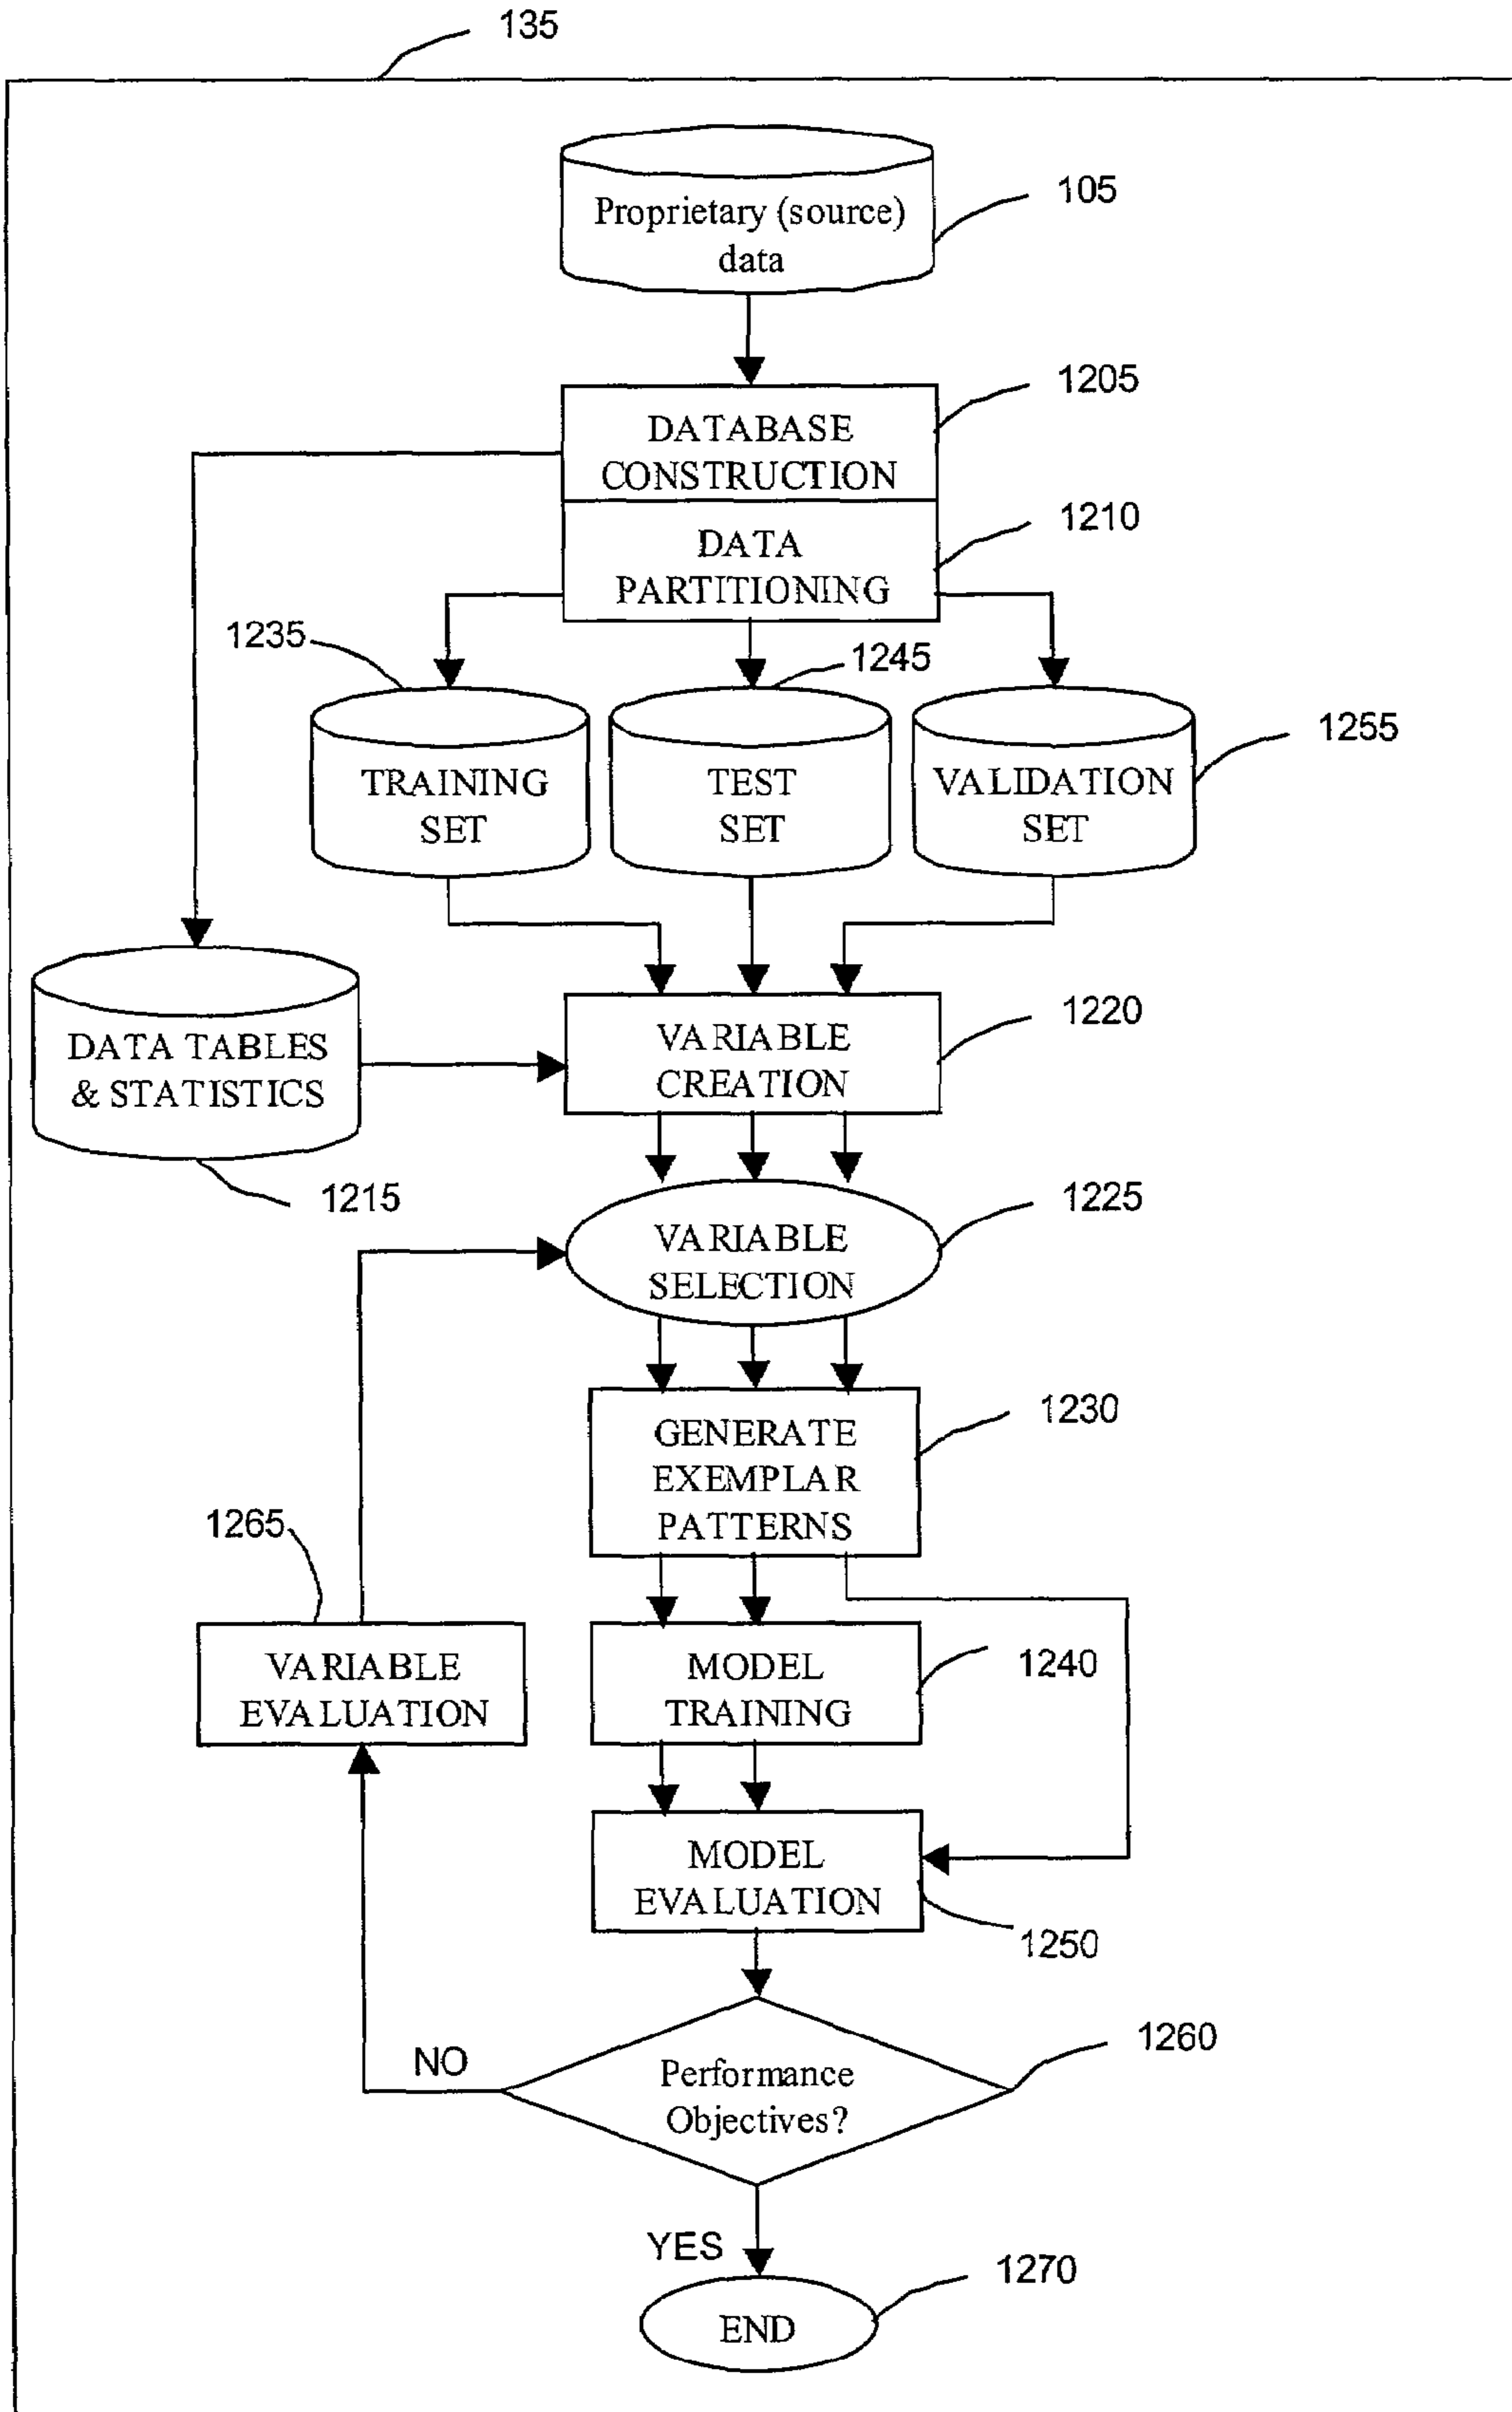 135
Proprietary (source)
data
105
DATABASE
CONSTRUCTION
1205
DATA
PARTITIONING
1210
1235
1245
1255
TRAINING
SET
TEST
SET
VALIDATION
SET
DATA TABLES
& STATISTICS
1215
VARIABLE
CREATION
1220
VARIABLE
SELECTION
1225
GENERATE
EXEMPLAR
PATTERNS
1230
1265
VARIABLE
EVALUATION
MODEL
TRAINING
1240
MODEL
EVALUATION
1250
NO
Performance
Objectives?
1260
YES
END
1270